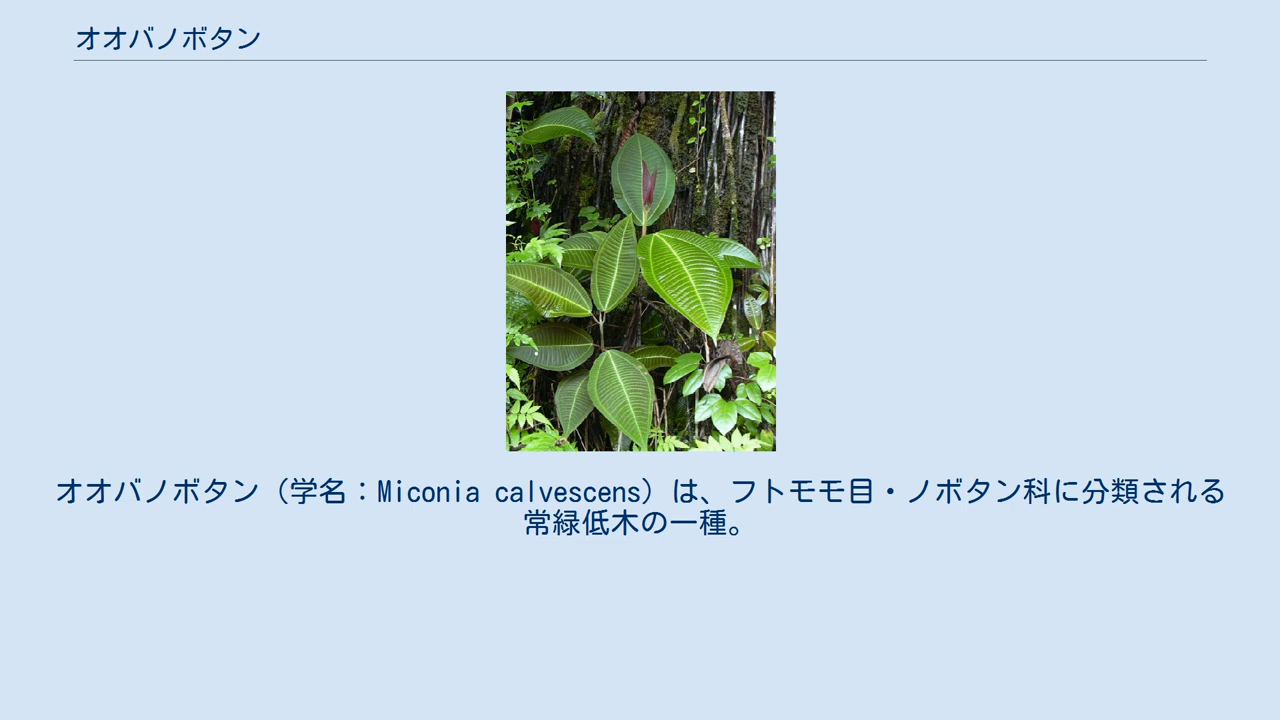 オオバノボタン
オオバノボタン（学名：Miconia calvescens）は、フトモモ目・ノボタン科に分類される
常緑低木の一種。